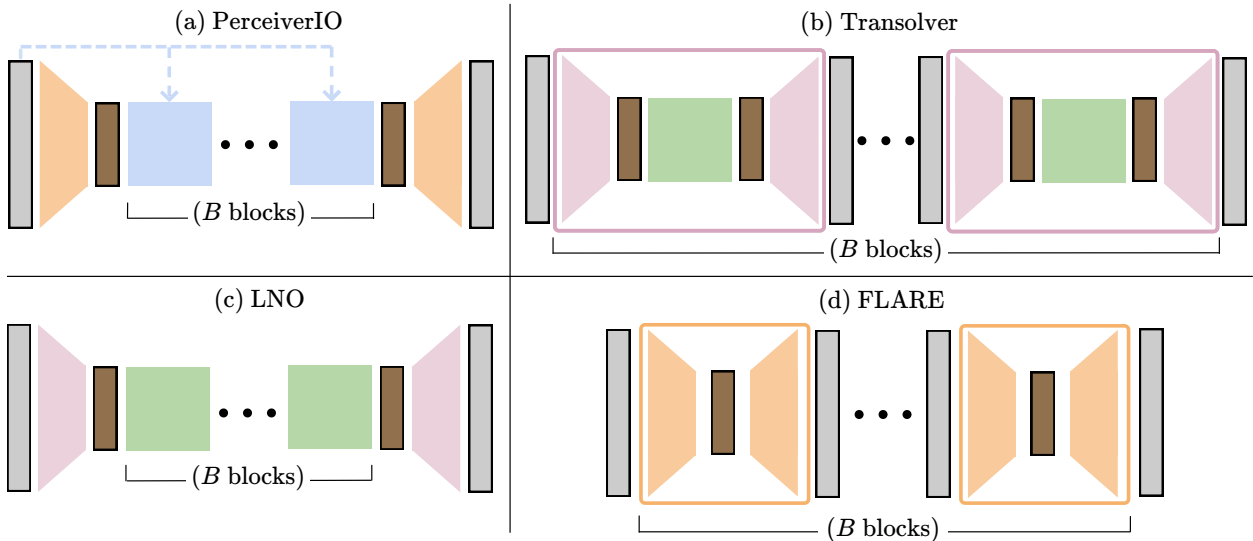 (a) PerceiverIO
(B blocks)
(b) Transolver
(B blocks)
(c) LNO
(B blocks)
(d) FLARE
(B blocks)